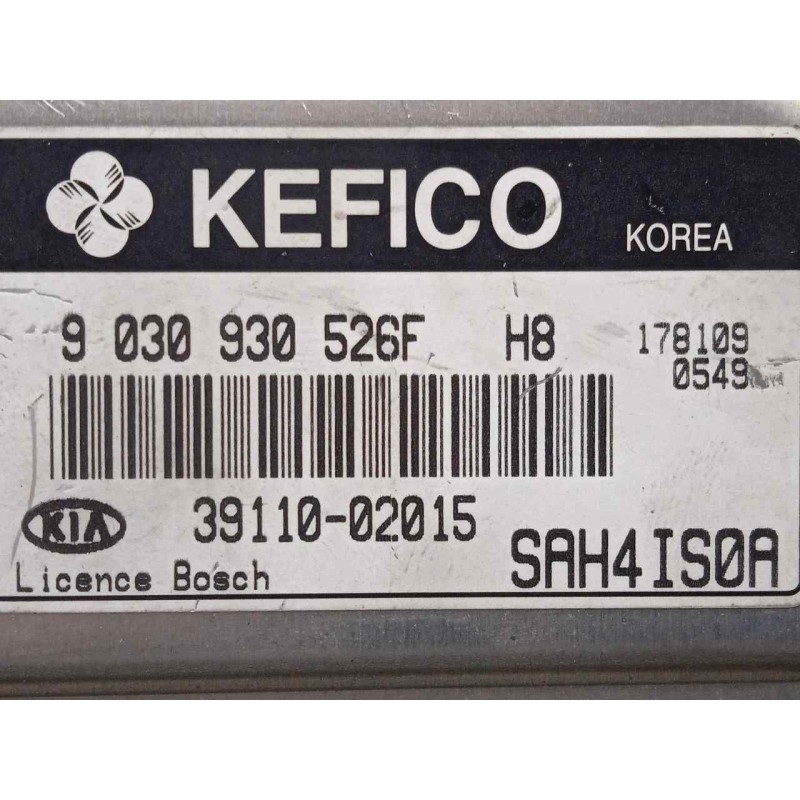 KEFICO KOREA
9 030 930 526F H8 178109
0549
KIA 39110-02015 SAH4IS0A
Licence Bosch